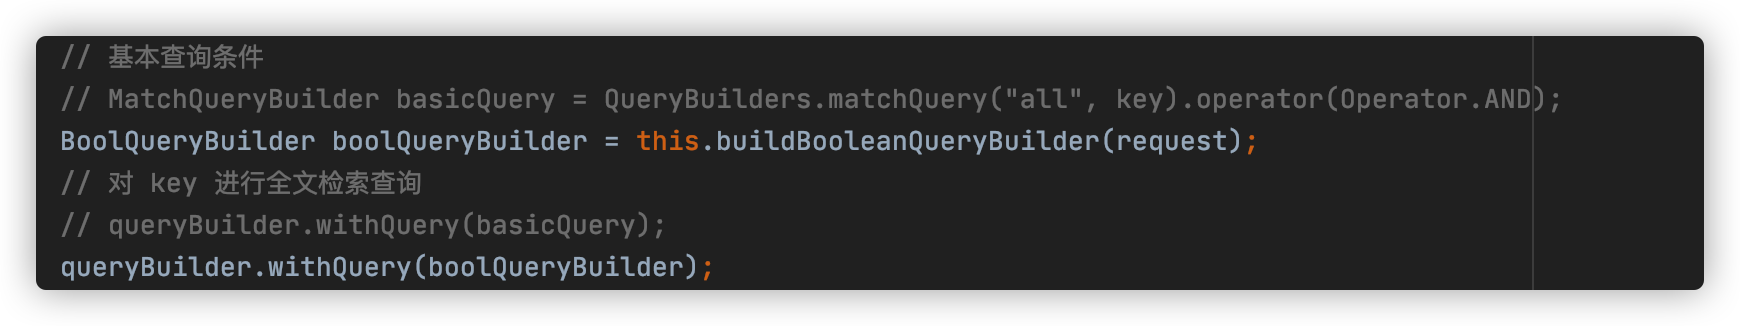 // 基本查询条件
// MatchQueryBuilder basicQuery = QueryBuilders.matchQuery("all", key).operator(Operator.AND);
BoolQueryBuilder boolQueryBuilder = this.buildBooleanQueryBuilder(request);
// 对 key 进行全文检索查询
// queryBuilder.withQuery(basicQuery);
queryBuilder.withQuery(boolQueryBuilder);